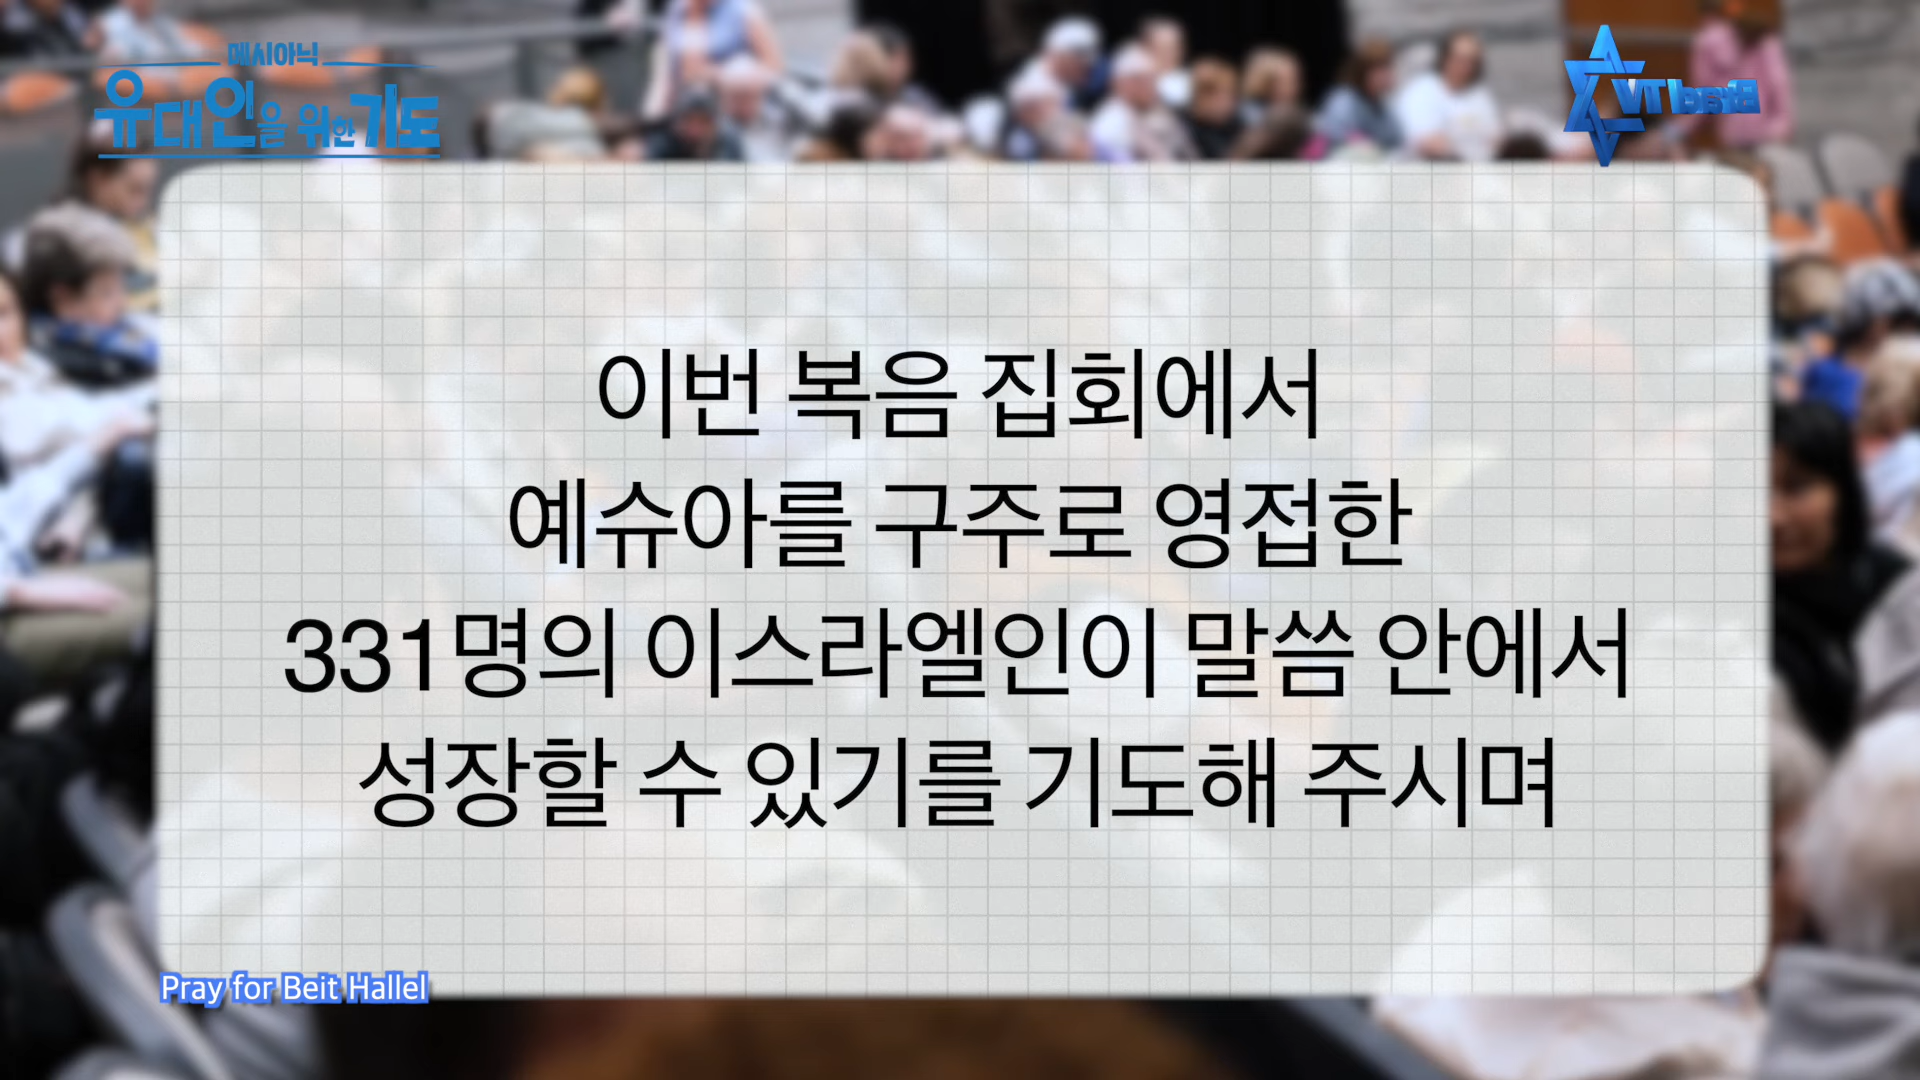 메시아닉
유대인을 위한 기도
이번 복음 집회에서
예슈아를 구주로 영접한
331명의 이스라엘인이 말씀 안에서
성장할 수 있기를 기도해 주시며
Pray for Beit Hallel